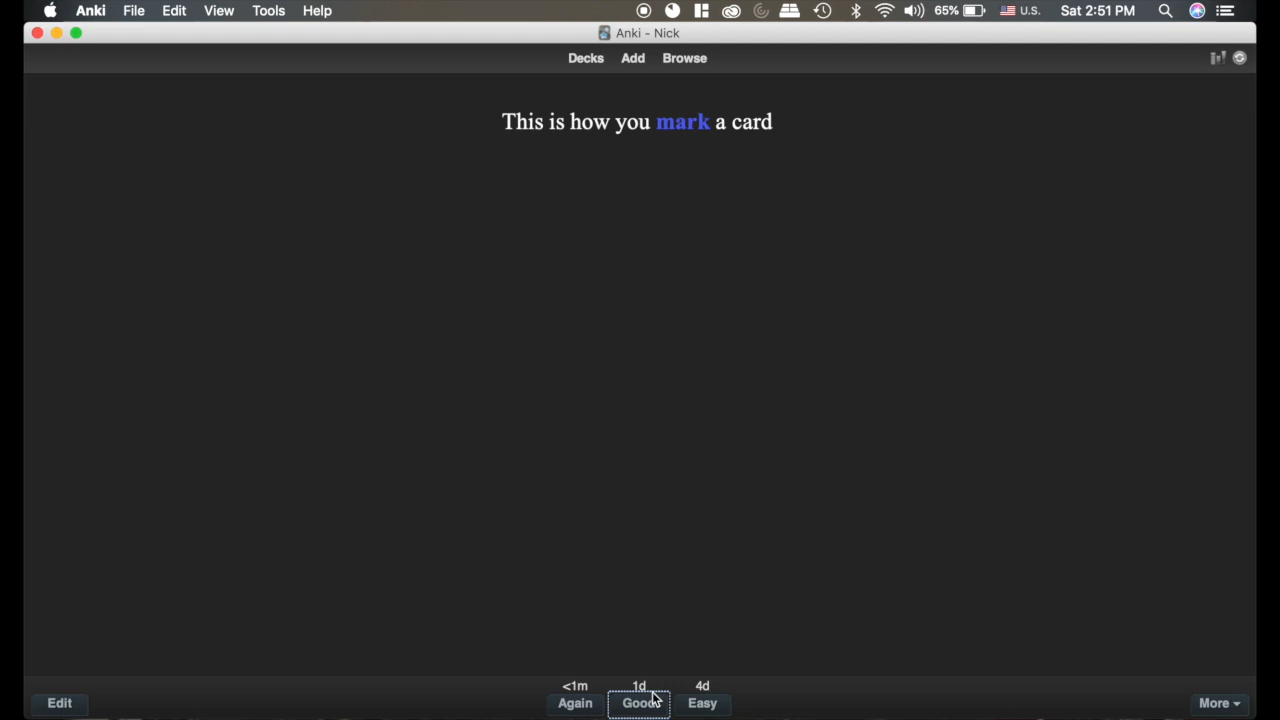 Anki File Edit View Tools Help 65% U.S. Sat 2:51 PM
Anki - Nick
Decks Add Browse
This is how you mark a card
<1m 1d 4d
Edit Again Good Easy More